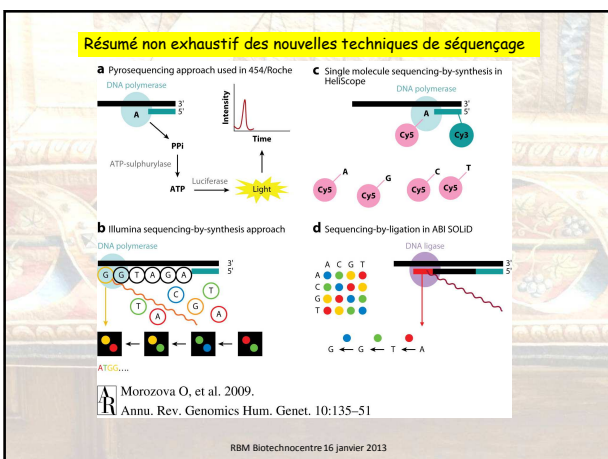 Résumé non exhaustif des nouvelles techniques de séquençage
a Pyrosequencing approach used in 454/Roche
DNA polymerase
3'
5'
A
PPi
ATP-sulphurylase
ATP
Luciferase
Light
Intensity
Time
c Single molecule sequencing-by-synthesis in
HeliScope
DNA polymerase
3'
5'
A
Cy5
Cy3
A
G
C
T
Cy5
Cy5
Cy5
Cy5
b Illumina sequencing-by-synthesis approach
DNA polymerase
3'
5'
G G T A G A
C
T
T
G
A
A
ATGG....
d Sequencing-by-ligation in ABI SOLiD
DNA ligase
3'
5'
A C G T
A
C
G
T
G G T A
AR
Morozova O, et al. 2009.
Annu. Rev. Genomics Hum. Genet. 10:135–51
RBM Biotechnocentre 16 janvier 2013